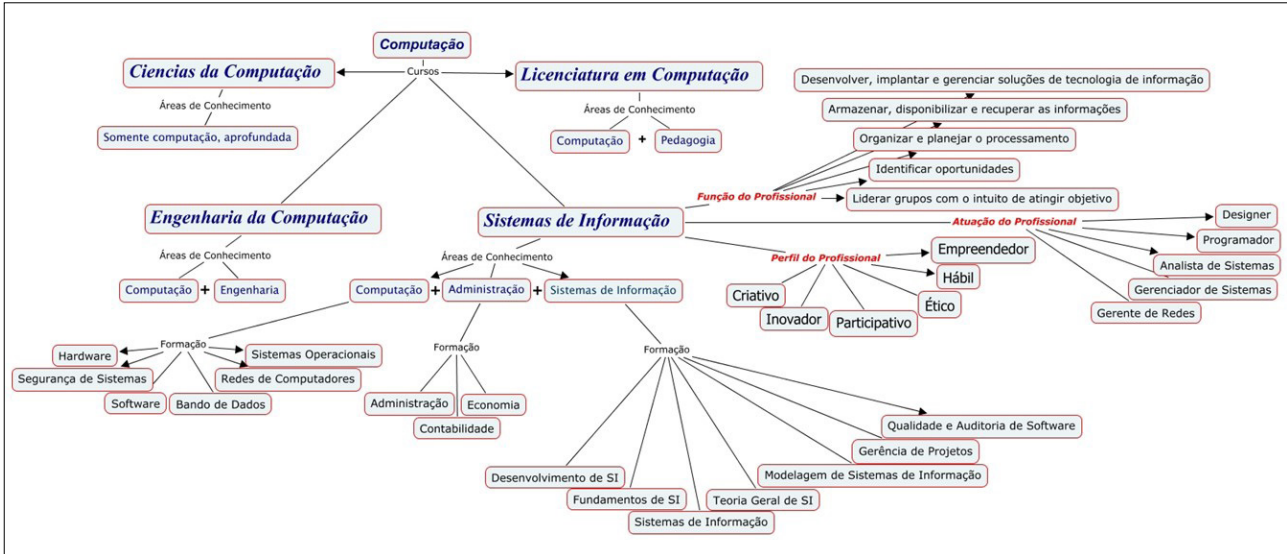 Computação
Cursos
Ciencias da Computação
Áreas de Conhecimento
Somente computação, aprofundada
Licenciatura em Computação
Áreas de Conhecimento
Computação + Pedagogia
Engenharia da Computação
Áreas de Conhecimento
Computação + Engenharia
Sistemas de Informação
Áreas de Conhecimento
Computação + Administração + Sistemas de Informação
Função do Profissional
Desenvolver, implantar e gerenciar soluções de tecnologia de informação
Armazenar, disponibilizar e recuperar as informações
Organizar e planejar o processamento
Identificar oportunidades
Liderar grupos com o intuito de atingir objetivo
Atuação do Profissional
Designer
Programador
Analista de Sistemas
Gerenciador de Sistemas
Gerente de Redes
Perfil do Profissional
Empreendedor
Hábil
Ético
Participativo
Inovador
Criativo
Formação
Hardware
Segurança de Sistemas
Software
Bando de Dados
Redes de Computadores
Sistemas Operacionais
Formação
Administração
Contabilidade
Economia
Formação
Desenvolvimento de SI
Fundamentos de SI
Sistemas de Informação
Teoria Geral de SI
Modelagem de Sistemas de Informação
Gerência de Projetos
Qualidade e Auditoria de Software